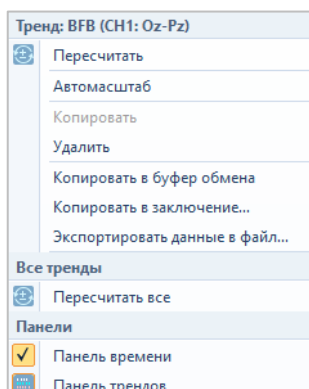 Тренд: BFB (CH1: Oz-Pz)
Пересчитать
Автомасштаб
Копировать
Удалить
Копировать в буфер обмена
Копировать в заключение...
Экспортировать данные в файл...
Все тренды
Пересчитать все
Панели
Панель времени
Панель трендов